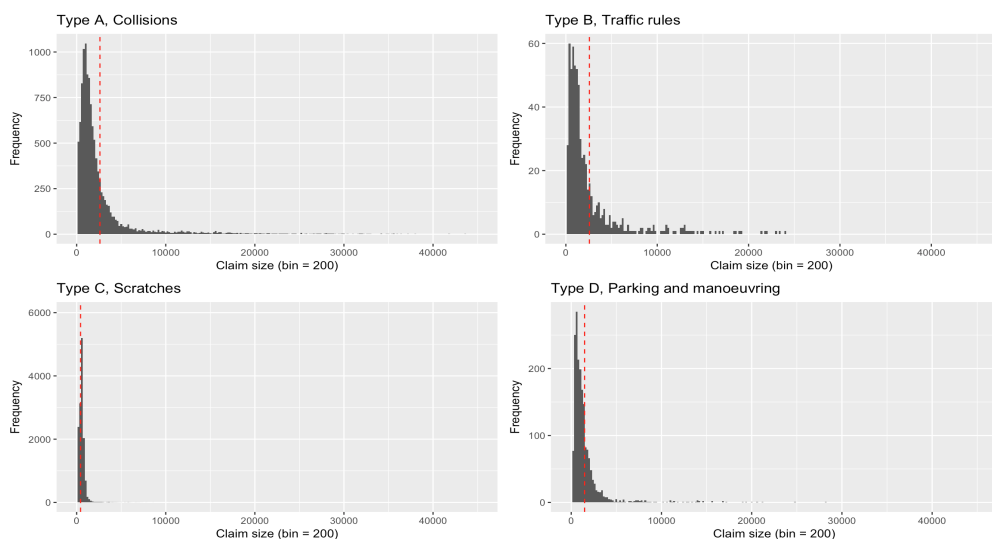 Type A, Collisions
Frequency
1000
750
500
250
0
0 10000 20000 30000 40000
Claim size (bin = 200)
Type B, Traffic rules
Frequency
60
40
20
0
0 10000 20000 30000 40000
Claim size (bin = 200)
Type C, Scratches
Frequency
6000
4000
2000
0
0 10000 20000 30000 40000
Claim size (bin = 200)
Type D, Parking and manoeuvring
Frequency
200
100
0
0 10000 20000 30000 40000
Claim size (bin = 200)